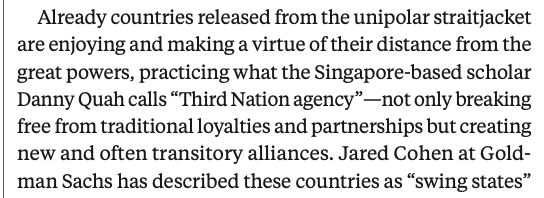 Already countries released from the unipolar straitjacket
are enjoying and making a virtue of their distance from the
great powers, practicing what the Singapore-based scholar
Danny Quah calls “Third Nation agency”—not only breaking
free from traditional loyalties and partnerships but creating
new and often transitory alliances. Jared Cohen at Gold-
man Sachs has described these countries as “swing states”